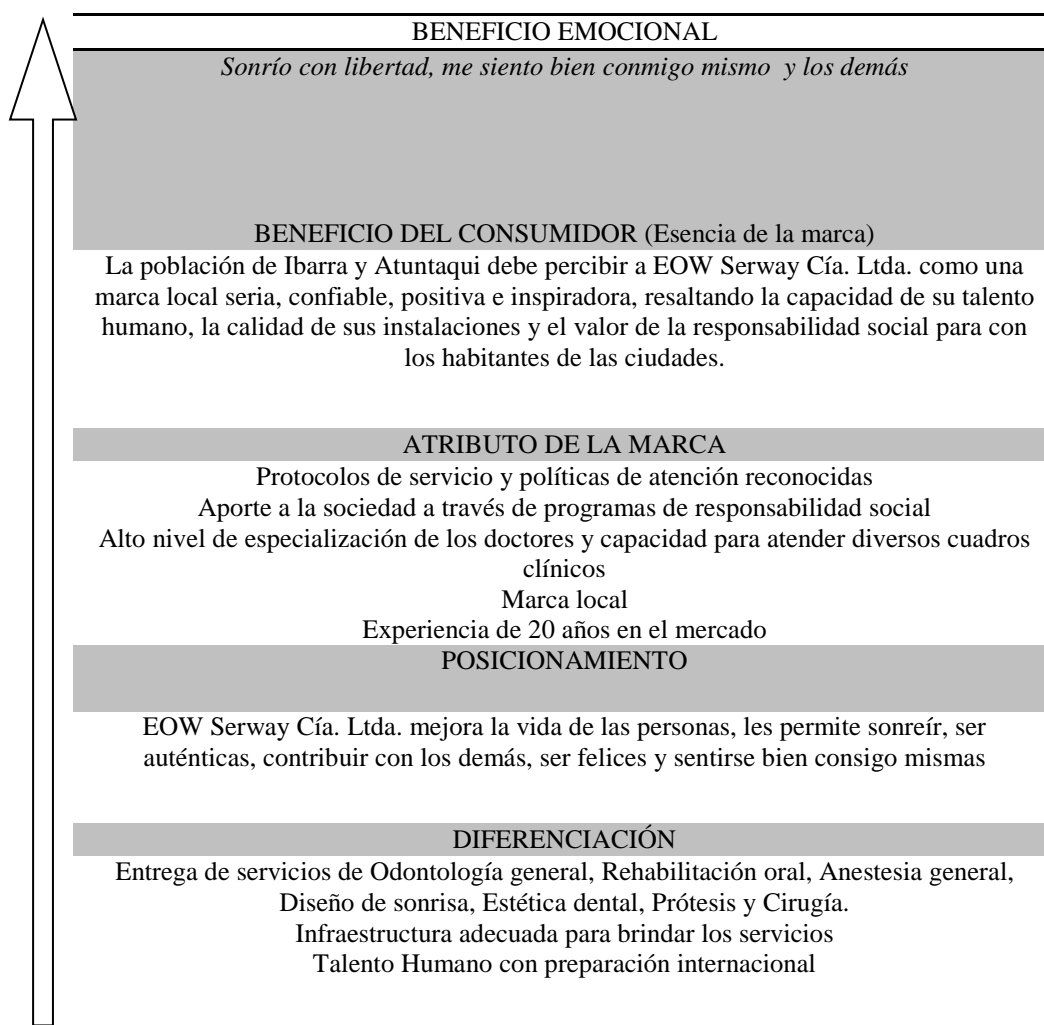 BENEFICIO EMOCIONAL
Sonrío con libertad, me siento bien conmigo mismo y los demás
BENEFICIO DEL CONSUMIDOR (Esencia de la marca)
La población de Ibarra y Atuntaqui debe percibir a EOW Serway Cía. Ltda. como una
marca local seria, confiable, positiva e inspiradora, resaltando la capacidad de su talento
humano, la calidad de sus instalaciones y el valor de la responsabilidad social para con
los habitantes de las ciudades.
ATRIBUTO DE LA MARCA
Protocolos de servicio y políticas de atención reconocidas
Aporte a la sociedad a través de programas de responsabilidad social
Alto nivel de especialización de los doctores y capacidad para atender diversos cuadros
clínicos
Marca local
Experiencia de 20 años en el mercado
POSICIONAMIENTO
EOW Serway Cía. Ltda. mejora la vida de las personas, les permite sonreír, ser
auténticas, contribuir con los demás, ser felices y sentirse bien consigo mismas
DIFERENCIACIÓN
Entrega de servicios de Odontología general, Rehabilitación oral, Anestesia general,
Diseño de sonrisa, Estética dental, Prótesis y Cirugía.
Infraestructura adecuada para brindar los servicios
Talento Humano con preparación internacional